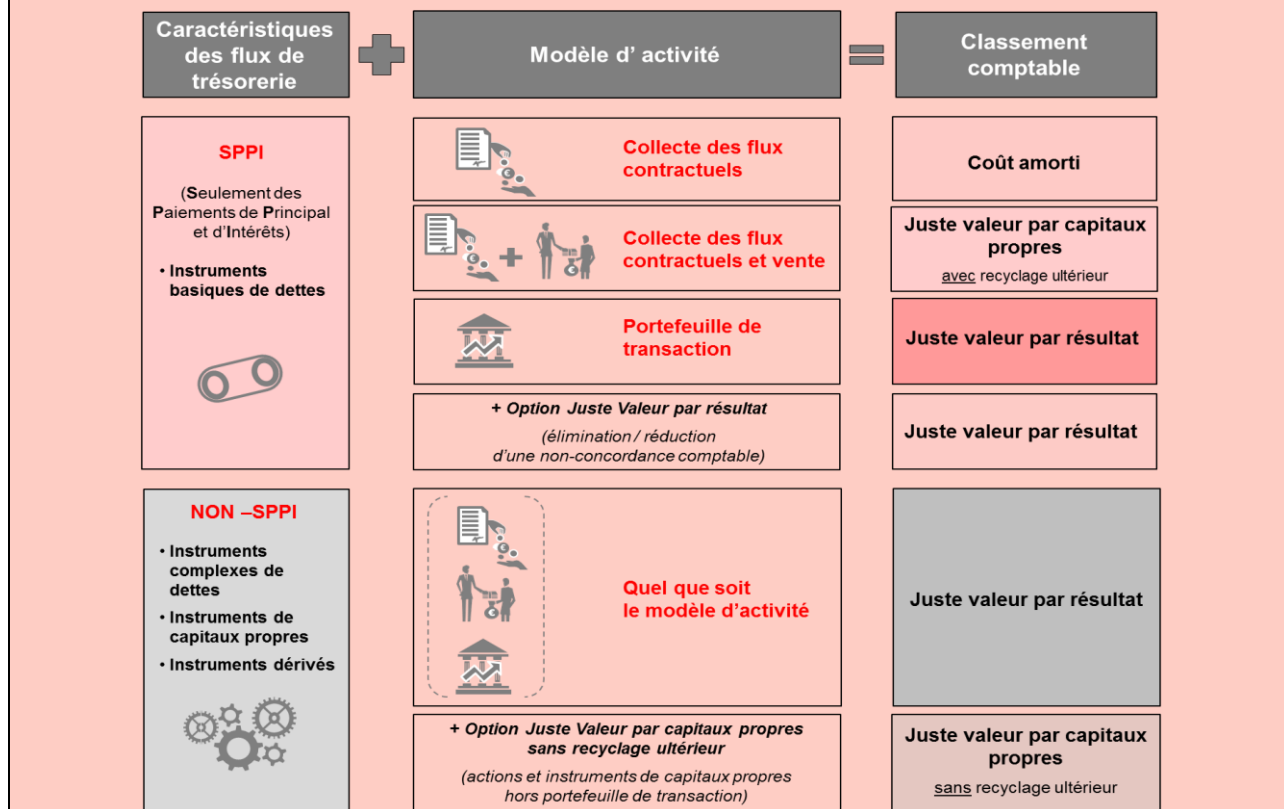 Caractéristiques
des flux de
trésorerie
Modèle d’ activité
Classement
comptable
SPPI
(Seulement des
Paiements de Principal
et d’Intérêts)
• Instruments
basiques de dettes
Collecte des flux
contractuels
Coût amorti
Collecte des flux
contractuels et vente
Juste valeur par capitaux
propres
avec recyclage ultérieur
Portefeuille de
transaction
Juste valeur par résultat
+ Option Juste Valeur par résultat
(élimination / réduction
d’une non-concordance comptable)
Juste valeur par résultat
NON –SPPI
• Instruments
complexes de
dettes
• Instruments de
capitaux propres
• Instruments dérivés
Quel que soit
le modèle d’activité
Juste valeur par résultat
+ Option Juste Valeur par capitaux propres
sans recyclage ultérieur
(actions et instruments de capitaux propres
hors portefeuille de transaction)
Juste valeur par capitaux
propres
sans recyclage ultérieur